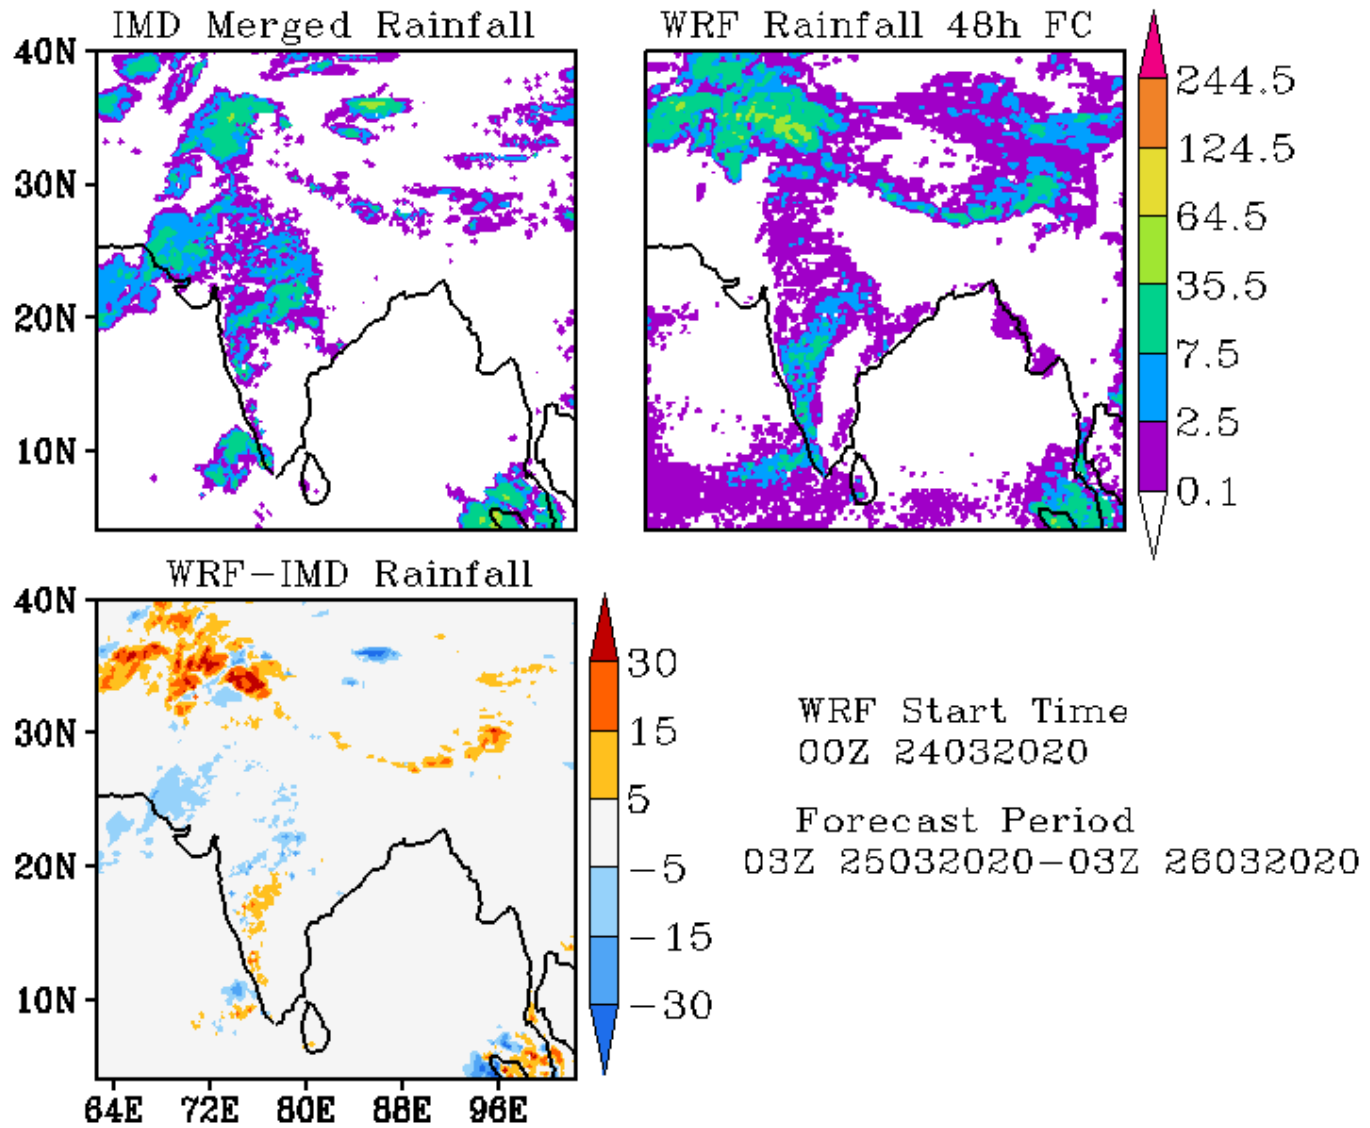 IMD Merged Rainfall
WRF Rainfall 48h FC
40N
30N
20N
10N
244.5
124.5
64.5
35.5
7.5
2.5
0.1
WRF-IMD Rainfall
40N
30N
20N
10N
64E 72E 80E 88E 96E
30
15
5
-5
-15
-30
WRF Start Time
00Z 24032020
Forecast Period
03Z 25032020-03Z 26032020